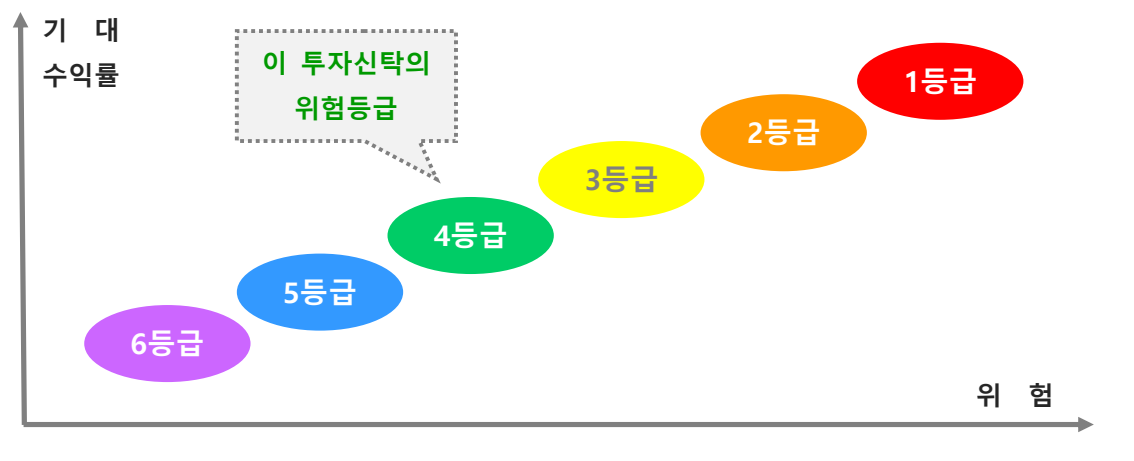 기 대
수익률
이 투자신탁의
위험등급
1등급
2등급
3등급
4등급
5등급
6등급
위 험